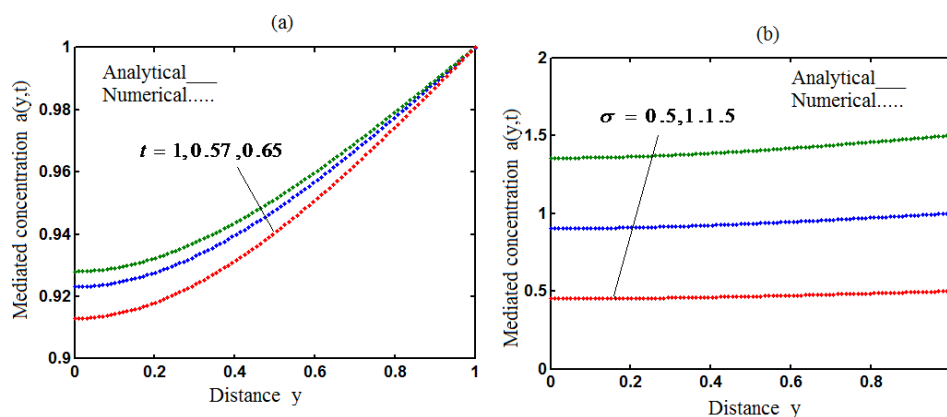 (a)
1
0.98
0.96
0.94
0.92
0.9
Mediated concentration a(y,t)
Analytical___
Numerical.....
t = 1, 0.57 ,0.65
0
0.2
0.4
0.6
0.8
1
Distance y
(b)
2
1.5
1
0.5
0
Mediated concentration a(y,t)
Analytical___
Numerical.....
σ = 0.5,1.1.5
0
0.2
0.4
0.6
0.8
Distance y